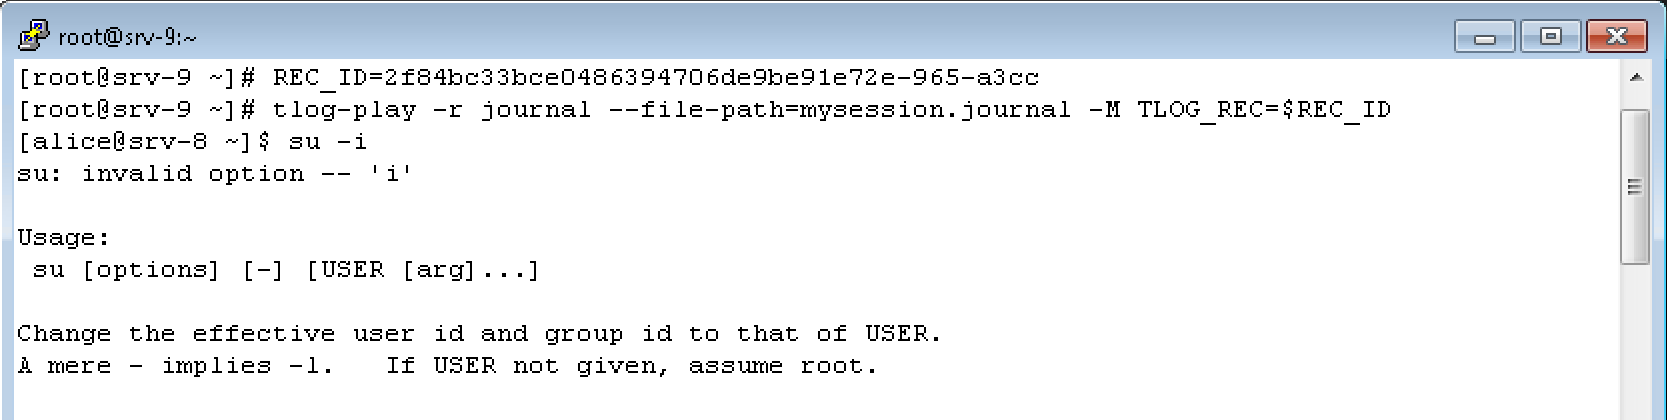 root@srv-9:~
[root@srv-9 ~]# REC_ID=2f84bc33bce0486394706de9be91e72e-965-a3cc
[root@srv-9 ~]# tlog-play -r journal --file-path=mysession.journal -M TLOG_REC=$REC_ID
[alice@srv-8 ~]$ su -i
su: invalid option -- 'i'
Usage:
su [options] [-] [USER [arg]...]
Change the effective user id and group id to that of USER.
A mere - implies -l.   If USER not given, assume root.